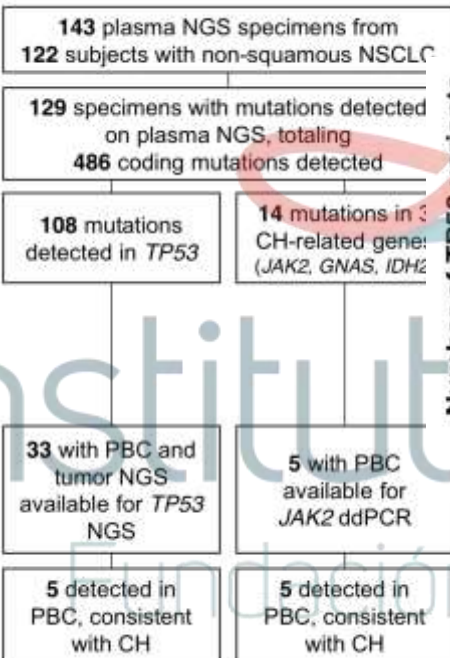 143 plasma NGS specimens from
122 subjects with non-squamous NSCLC
129 specimens with mutations detected
on plasma NGS, totaling
486 coding mutations detected
108 mutations
detected in TP53
14 mutations in 3
CH-related genes
(JAK2, GNAS, IDH2
33 with PBC and
tumor NGS
available for TP53
NGS
5 with PBC
available for
JAK2 ddPCR
5 detected in
PBC, consistent
with CH
5 detected in
PBC, consistent
with CH
nstitut
Fundación